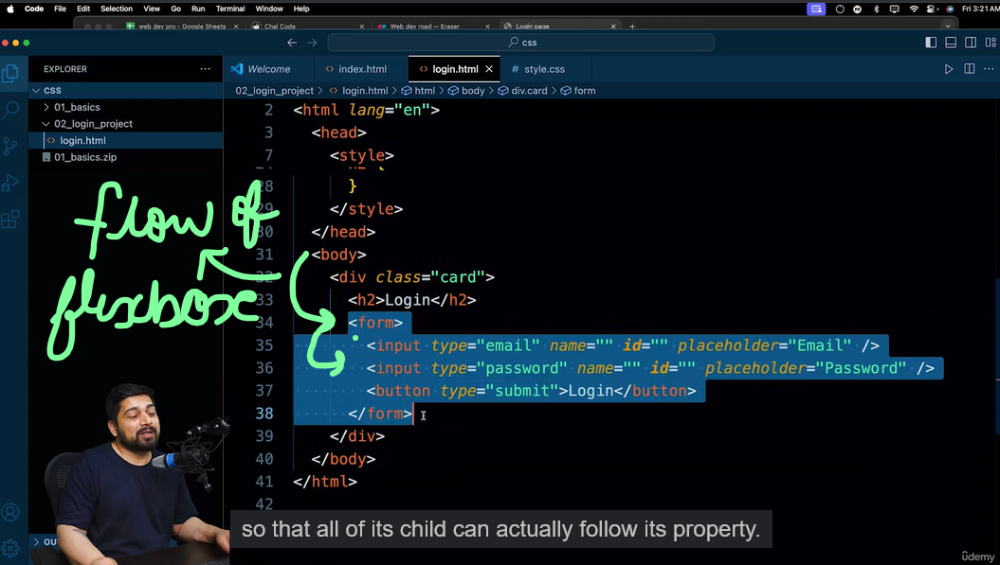 Code File Edit Selection View Go Run Terminal Window Help
Fri 3:21 AM
web dev pro - Google Sheets × Chai Code × Web dev road — Eraser × Login page × +
css
EXPLORER ···
Welcome <> index.html <> login.html × # style.css
CSS
02_login_project > <> login.html > html > body > div.card > form
01_basics
02_login_project
<> login.html
01_basics.zip
2 <html lang="en">
3 <head>
7 <style>
28 }
29 </style>
30 </head>
31 <body>
32 <div class="card">
33 <h2>Login</h2>
34 <form>
35 <input type="email" name="" id="" placeholder="Email" />
36 <input type="password" name="" id="" placeholder="Password" />
37 <button type="submit">Login</button>
38 </form>
39 </div>
40 </body>
41 </html>
42
flow of
flexboxe
so that all of its child can actually follow its property.
> OU
ûdemy